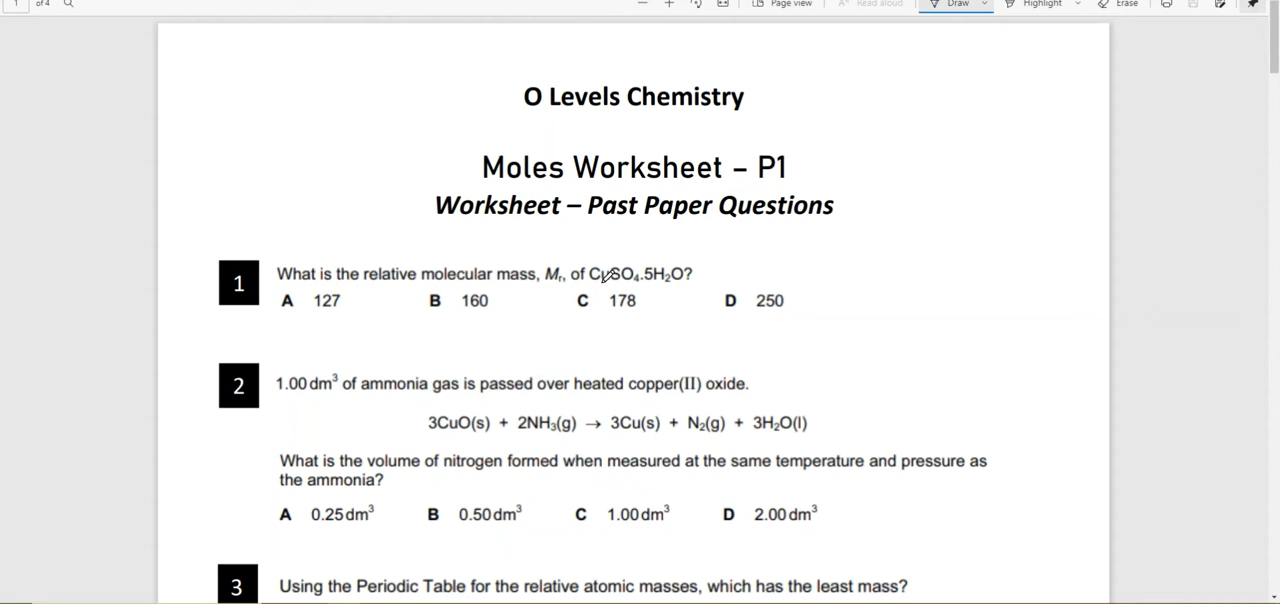 1 of 4 Page view Read aloud Draw Highlight Erase
O Levels Chemistry
Moles Worksheet – P1
Worksheet – Past Paper Questions
1 What is the relative molecular mass, Mr, of CuSO₄.5H₂O?
A 127 B 160 C 178 D 250
2 1.00 dm³ of ammonia gas is passed over heated copper(II) oxide.
3CuO(s) + 2NH₃(g) → 3Cu(s) + N₂(g) + 3H₂O(l)
What is the volume of nitrogen formed when measured at the same temperature and pressure as
the ammonia?
A 0.25 dm³ B 0.50 dm³ C 1.00 dm³ D 2.00 dm³
3 Using the Periodic Table for the relative atomic masses, which has the least mass?